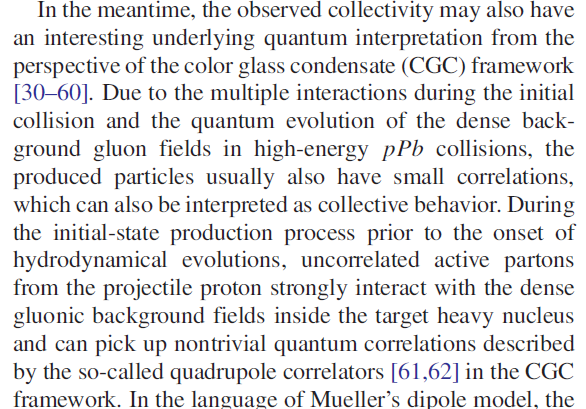 In the meantime, the observed collectivity may also have
an interesting underlying quantum interpretation from the
perspective of the color glass condensate (CGC) framework
[30–60]. Due to the multiple interactions during the initial
collision and the quantum evolution of the dense back-
ground gluon fields in high-energy pPb collisions, the
produced particles usually also have small correlations,
which can also be interpreted as collective behavior. During
the initial-state production process prior to the onset of
hydrodynamical evolutions, uncorrelated active partons
from the projectile proton strongly interact with the dense
gluonic background fields inside the target heavy nucleus
and can pick up nontrivial quantum correlations described
by the so-called quadrupole correlators [61,62] in the CGC
framework. In the language of Mueller's dipole model, the